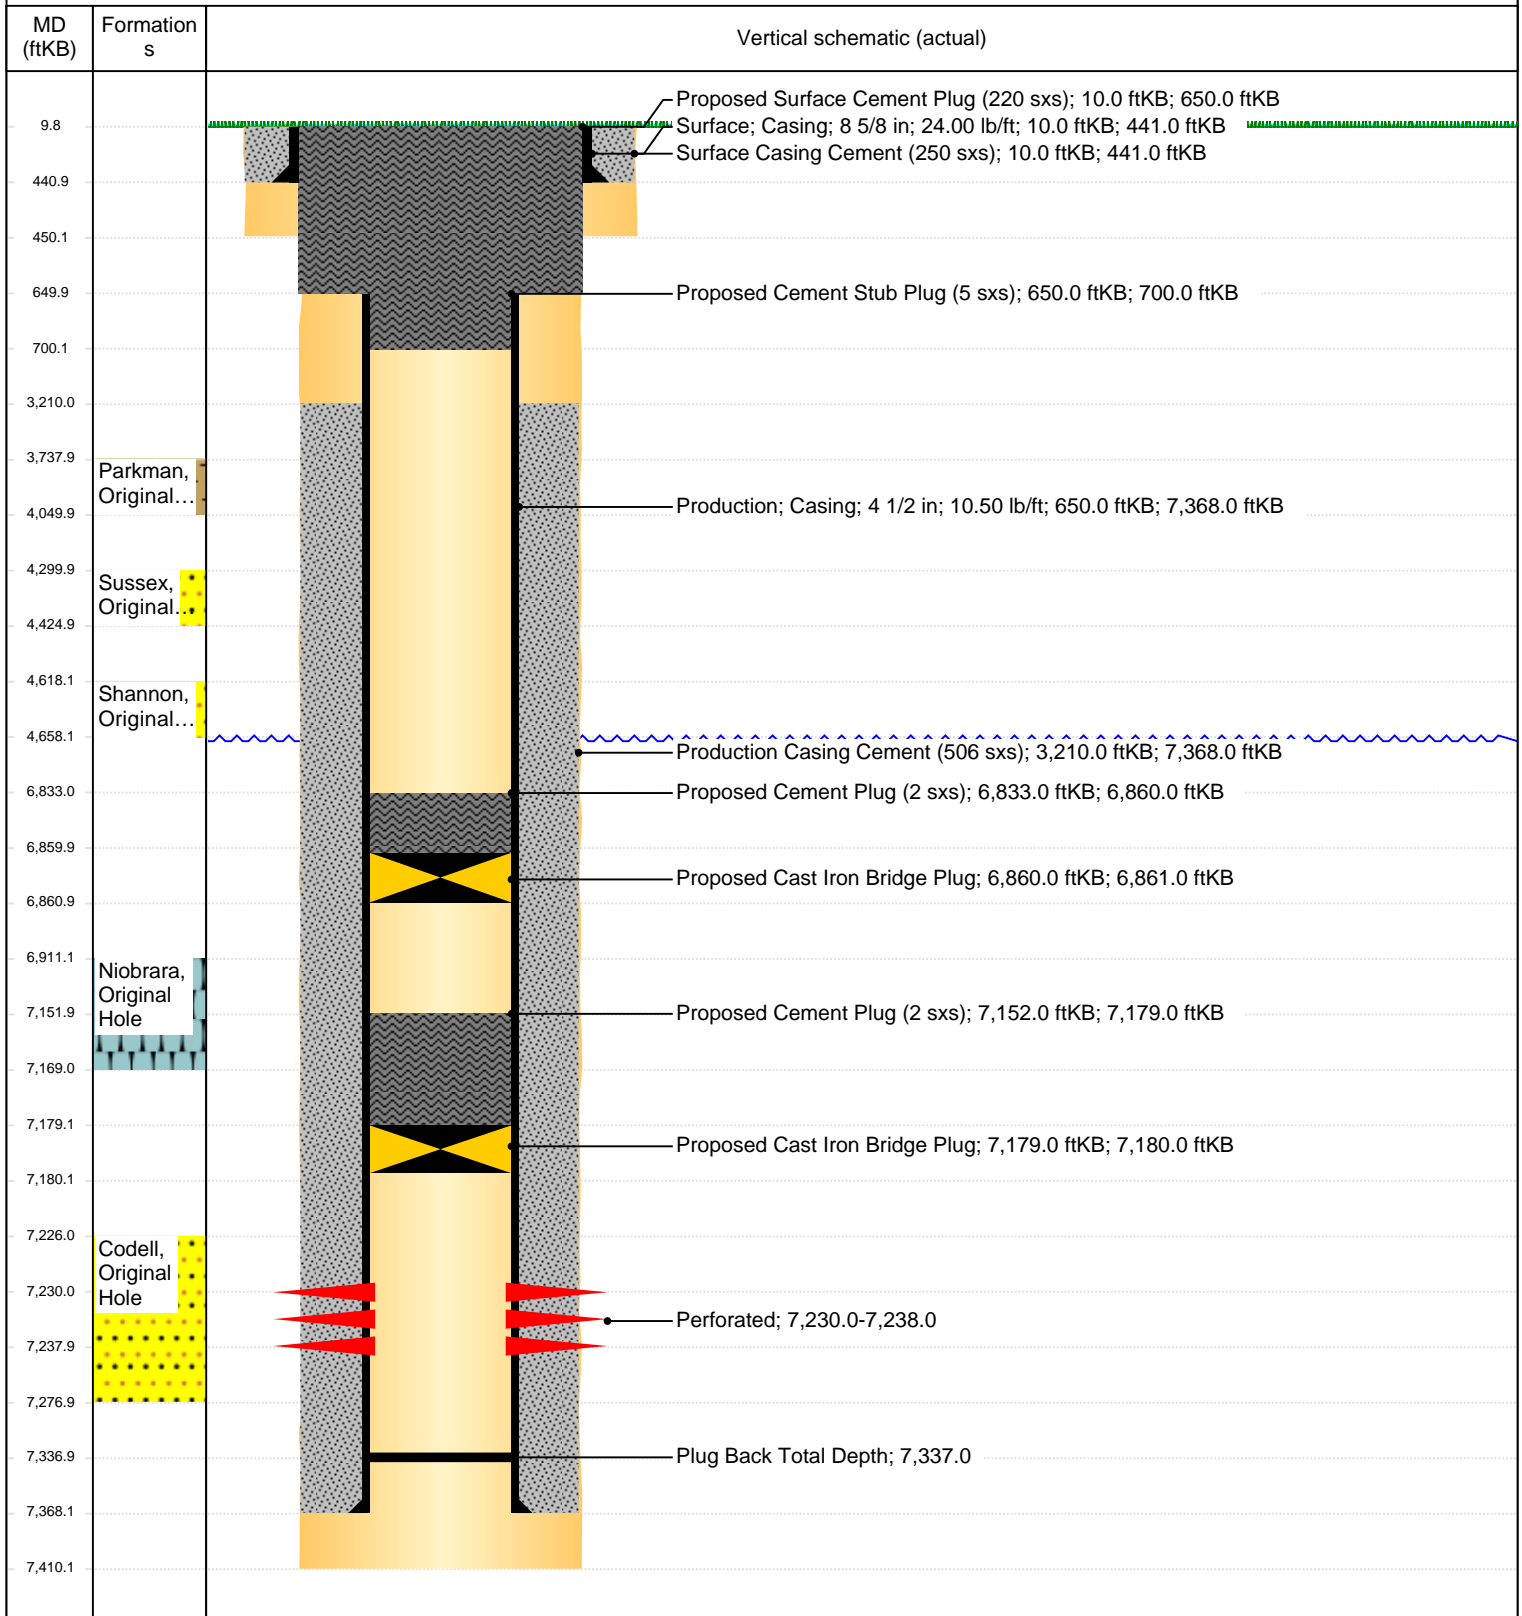 MD
(ftKB)
Formation
s
Vertical schematic (actual)
Proposed Surface Cement Plug (220 sxs); 10.0 ftKB; 650.0 ftKB
9.8
Surface; Casing; 8 5/8 in; 24.00 lb/ft; 10.0 ftKB; 441.0 ftKB
Surface Casing Cement (250 sxs); 10.0 ftKB; 441.0 ftKB
440.9
450.1
649.9
Proposed Cement Stub Plug (5 sxs); 650.0 ftKB; 700.0 ftKB
700.1
3,210.0
3,737.9
Parkman,
Original...
Production; Casing; 4 1/2 in; 10.50 lb/ft; 650.0 ftKB; 7,368.0 ftKB
4,049.9
4,299.9
Sussex,
Original...
4,424.9
4,618.1
Shannon,
Original...
4,658.1
Production Casing Cement (506 sxs); 3,210.0 ftKB; 7,368.0 ftKB
6,833.0
Proposed Cement Plug (2 sxs); 6,833.0 ftKB; 6,860.0 ftKB
6,859.9
Proposed Cast Iron Bridge Plug; 6,860.0 ftKB; 6,861.0 ftKB
6,860.9
6,911.1
Niobrara,
Original
Hole
7,151.9
Proposed Cement Plug (2 sxs); 7,152.0 ftKB; 7,179.0 ftKB
7,169.0
7,179.1
Proposed Cast Iron Bridge Plug; 7,179.0 ftKB; 7,180.0 ftKB
7,180.1
7,226.0
Codell,
Original
Hole
7,230.0
Perforated; 7,230.0-7,238.0
7,237.9
7,276.9
7,336.9
Plug Back Total Depth; 7,337.0
7,368.1
7,410.1